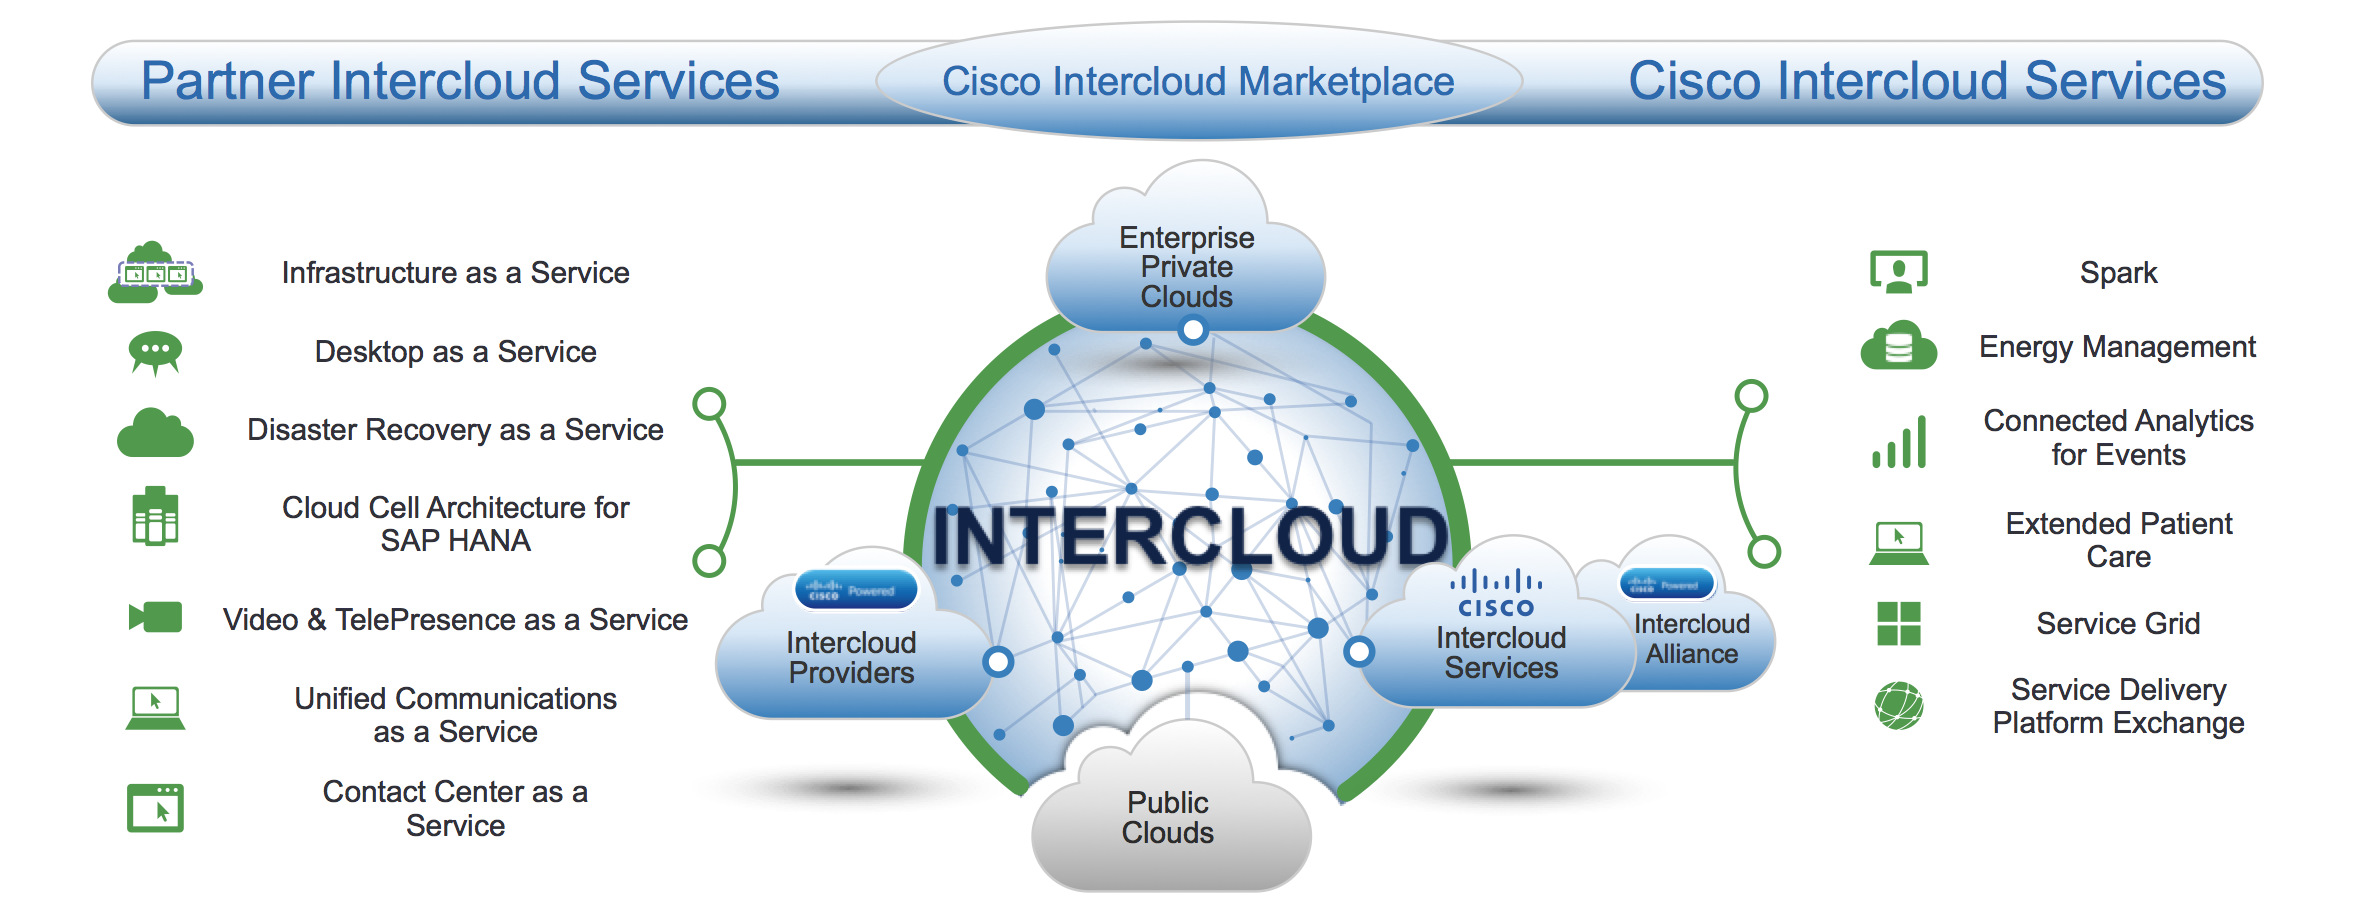 Partner Intercloud Services
Cisco Intercloud Marketplace
Cisco Intercloud Services
Infrastructure as a Service
Desktop as a Service
Disaster Recovery as a Service
Cloud Cell Architecture for
SAP HANA
Video & TelePresence as a Service
Unified Communications
as a Service
Contact Center as a
Service
Enterprise
Private
Clouds
INTERCLOUD
CISCO Powered
Intercloud
Providers
CISCO
Intercloud
Services
CISCO Powered
Intercloud
Alliance
Public
Clouds
Spark
Energy Management
Connected Analytics
for Events
Extended Patient
Care
Service Grid
Service Delivery
Platform Exchange